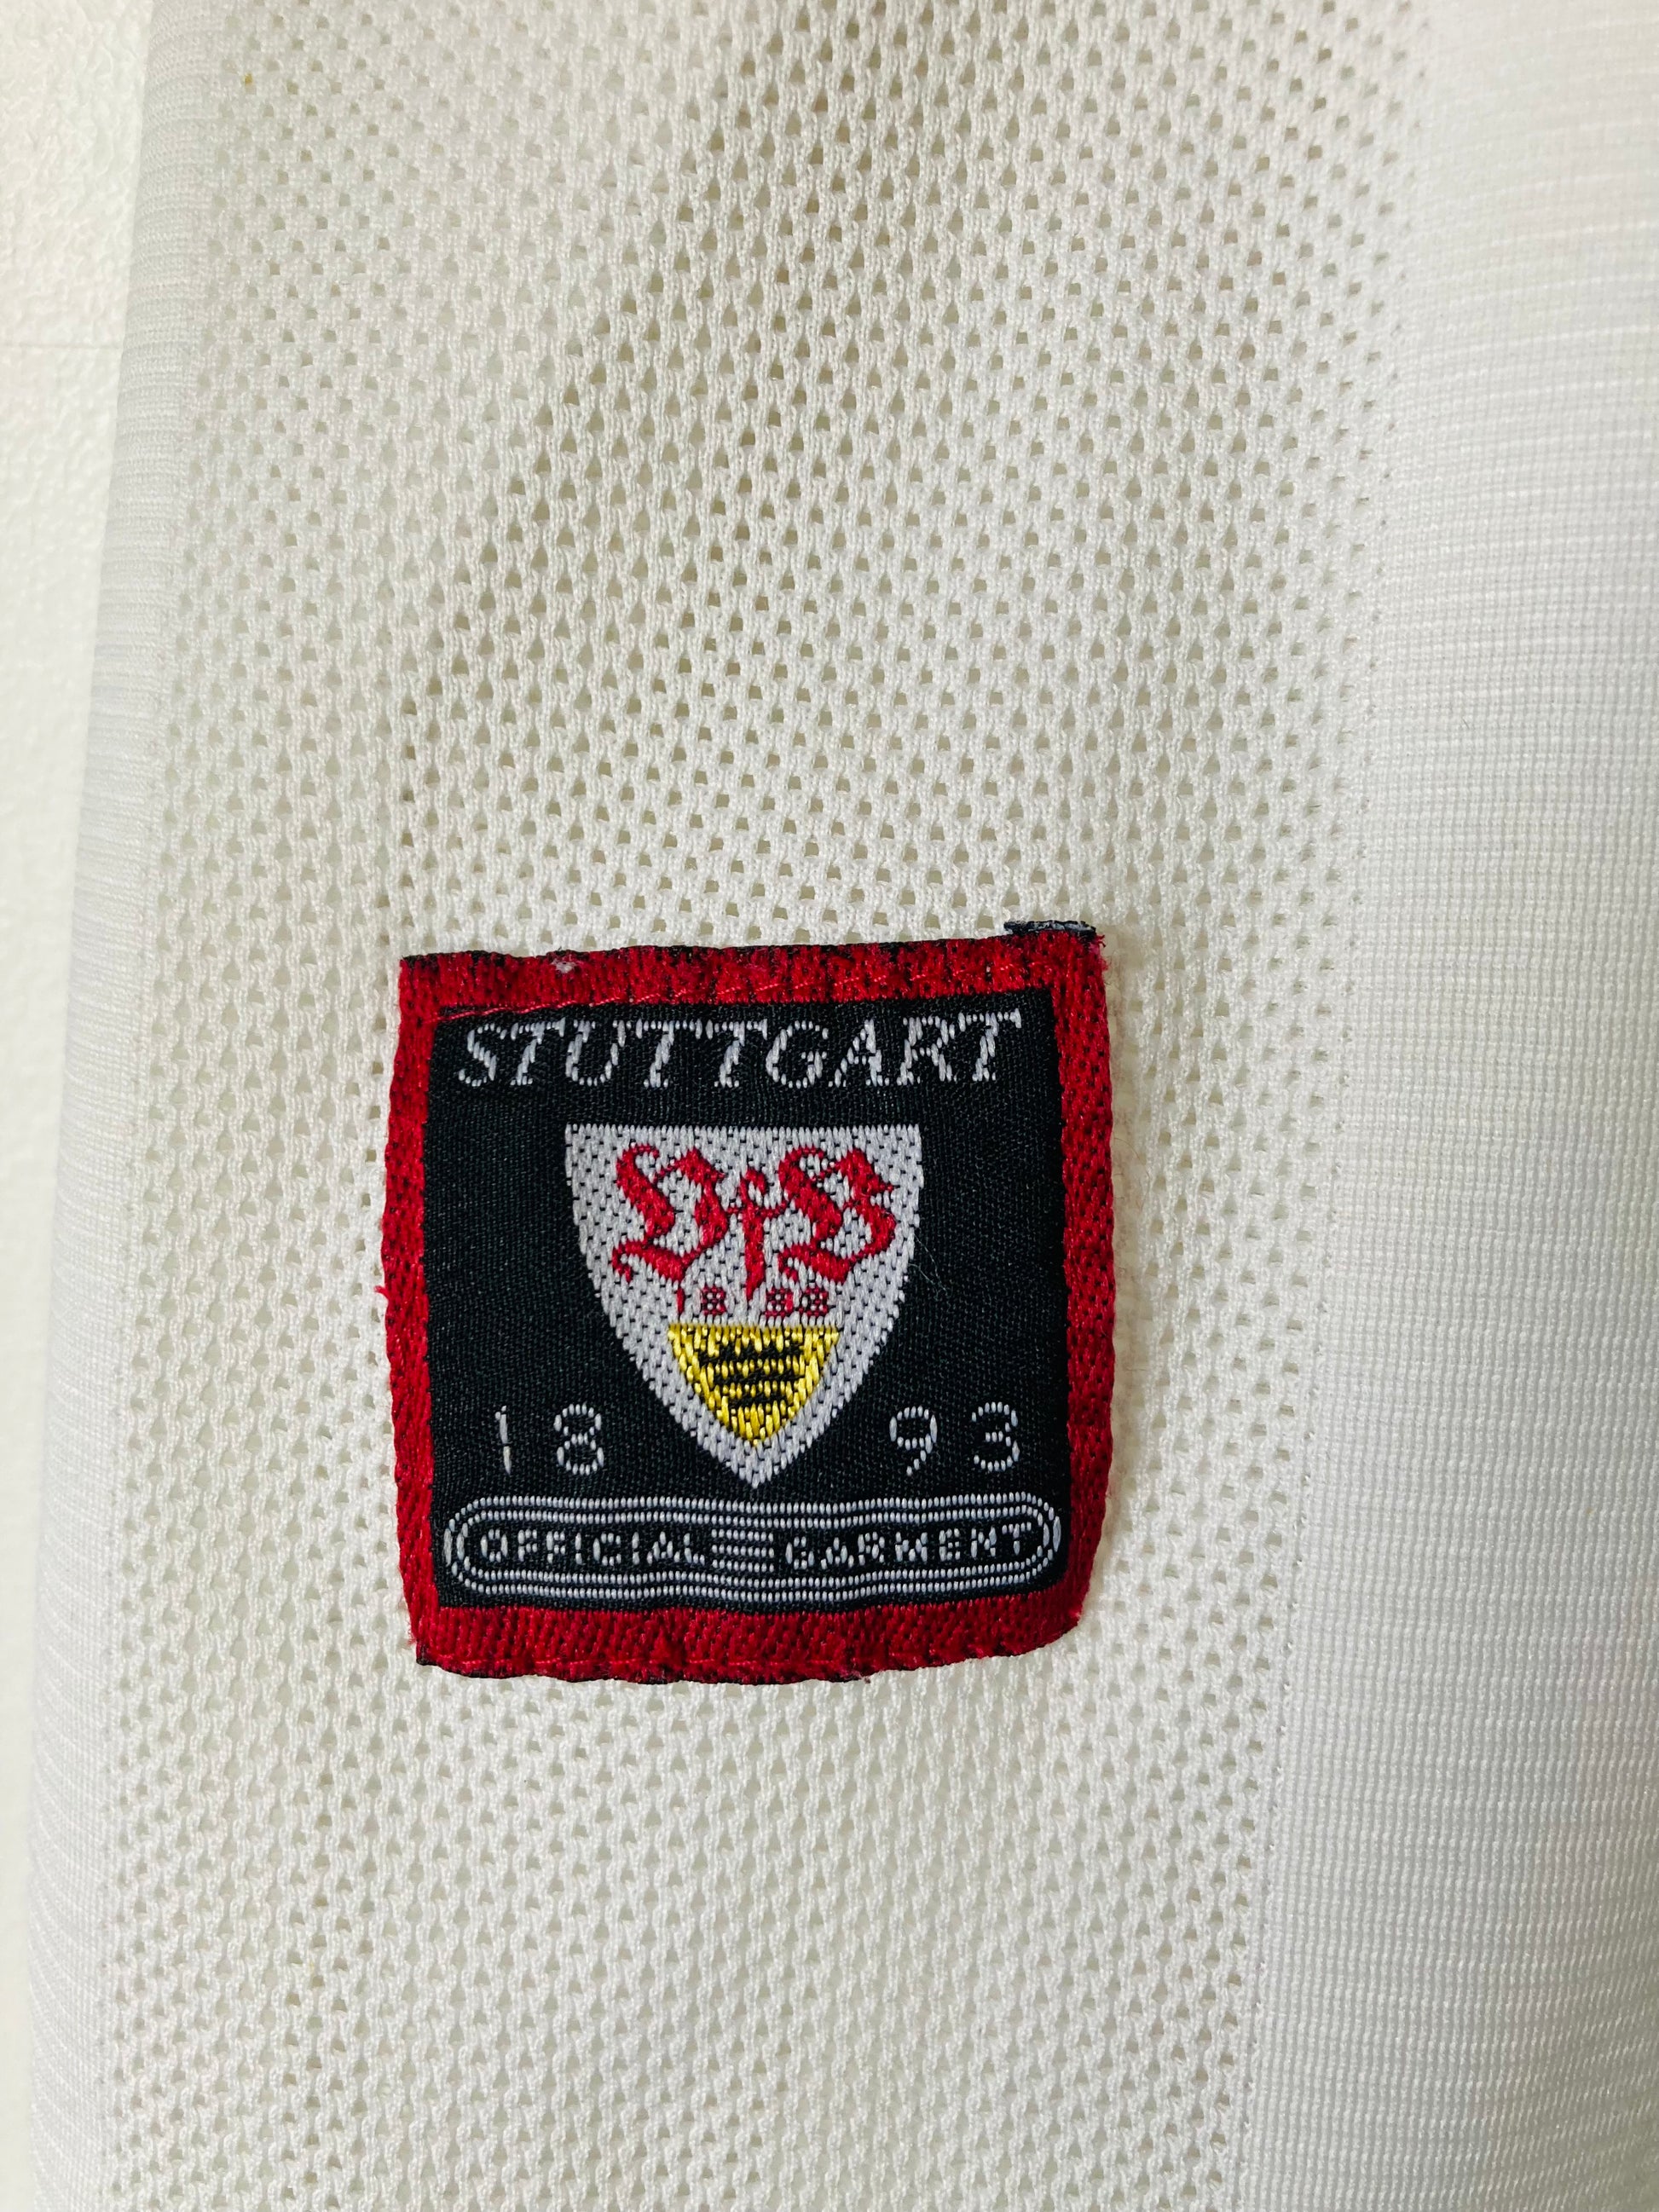 STUTTGART
VfB
1893
18 93
OFFICIAL GARMENT